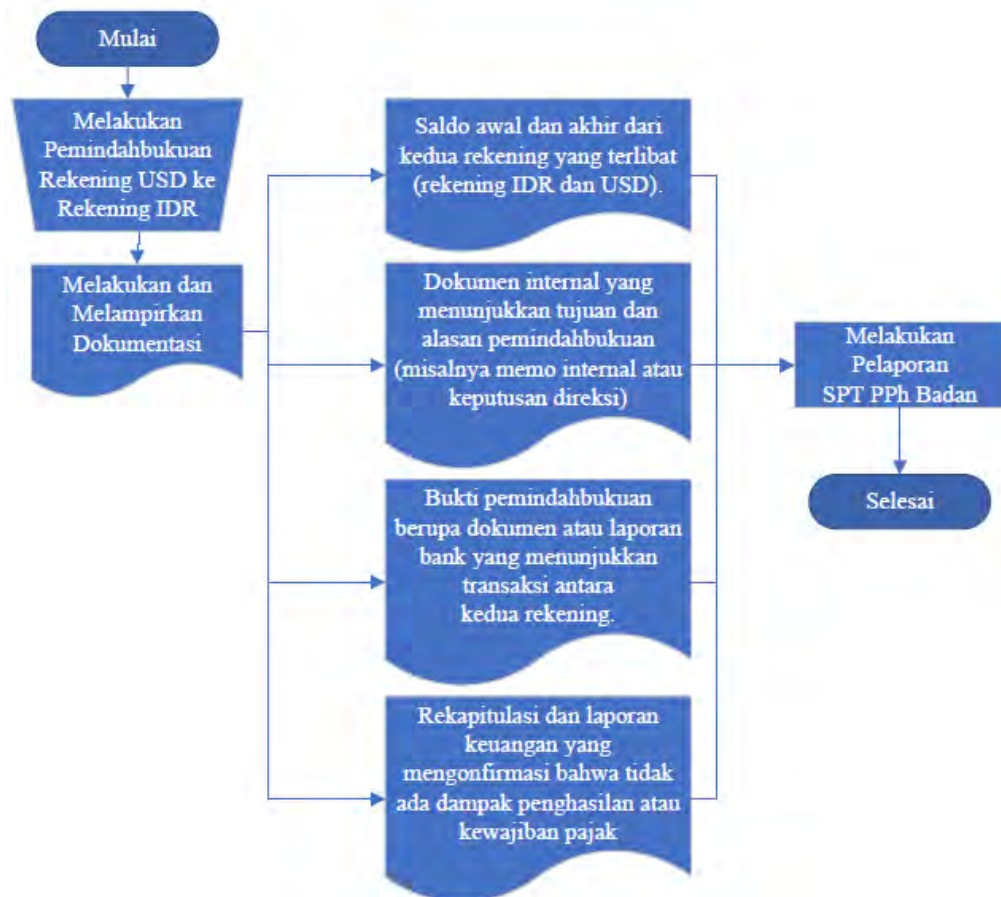 Mulai
Melakukan
Pemindahbukuan
Rekening USD ke
Rekening IDR
Melakukan dan
Melampirkan
Dokumentasi
Saldo awal dan akhir dari
kedua rekening yang terlibat
(rekening IDR dan USD).
Dokumen internal yang
menunjukkan tujuan dan
alasan pemindahbukuan
(misalnya memo internal atau
keputusan direksi)
Bukti pemindahbukuan
berupa dokumen atau laporan
bank yang menunjukkan
transaksi antara
kedua rekening.
Rekapitulasi dan laporan
keuangan yang
mengonfirmasi bahwa tidak
ada dampak penghasilan atau
kewajiban pajak
Melakukan
Pelaporan
SPT PPh Badan
Selesai